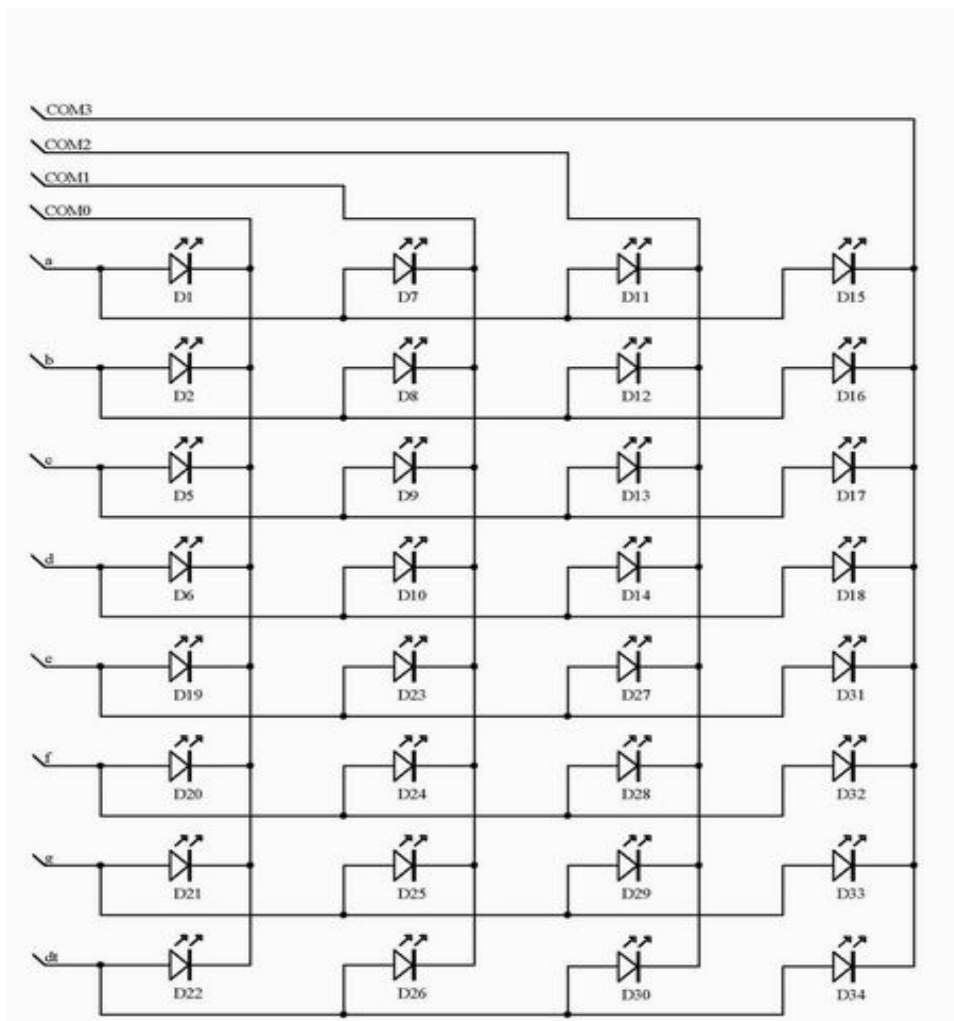 COM3
COM2
COM1
COM0
a
D1 D7 D11 D15
b
D2 D8 D12 D16
c
D5 D9 D13 D17
d
D6 D10 D14 D18
e
D19 D23 D27 D31
f
D20 D24 D28 D32
g
D21 D25 D29 D33
dt
D22 D26 D30 D34